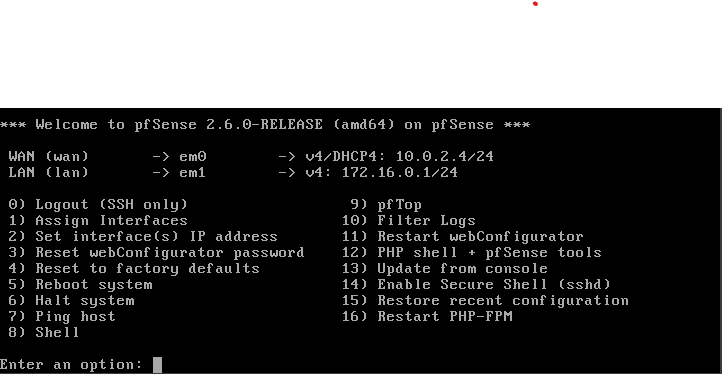 *** Welcome to pfSense 2.6.0-RELEASE (amd64) on pfSense ***
WAN (wan) -> em0 -> v4/DHCP4: 10.0.2.4/24
LAN (lan) -> em1 -> v4: 172.16.0.1/24
0) Logout (SSH only) 9) pfTop
1) Assign Interfaces 10) Filter Logs
2) Set interface(s) IP address 11) Restart webConfigurator
3) Reset webConfigurator password 12) PHP shell + pfSense tools
4) Reset to factory defaults 13) Update from console
5) Reboot system 14) Enable Secure Shell (sshd)
6) Halt system 15) Restore recent configuration
7) Ping host 16) Restart PHP-FPM
8) Shell
Enter an option: